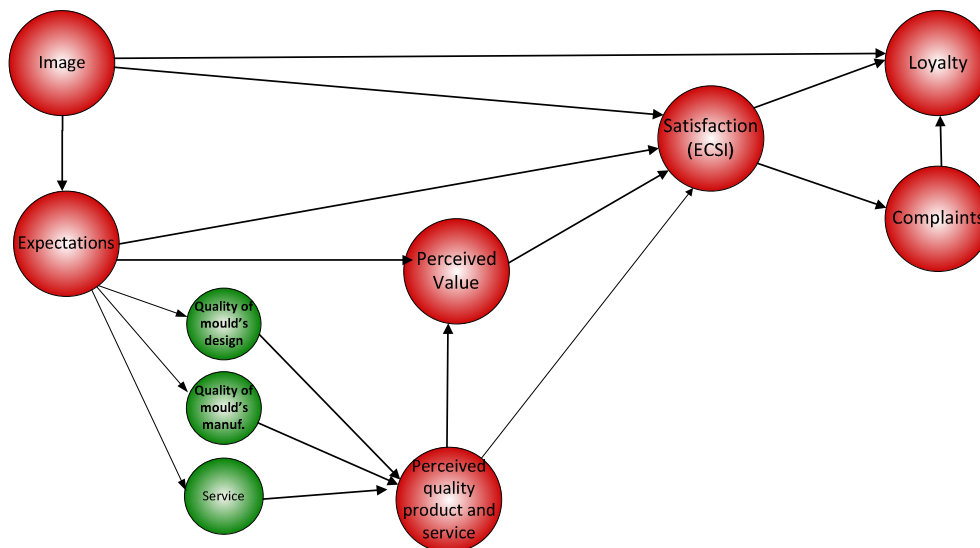 Image
Loyalty
Satisfaction
(ECSI)
Complaints
Expectations
Perceived
Value
Quality of
mould's
design
Quality of
mould's
manuf.
Service
Perceived
quality
product and
service